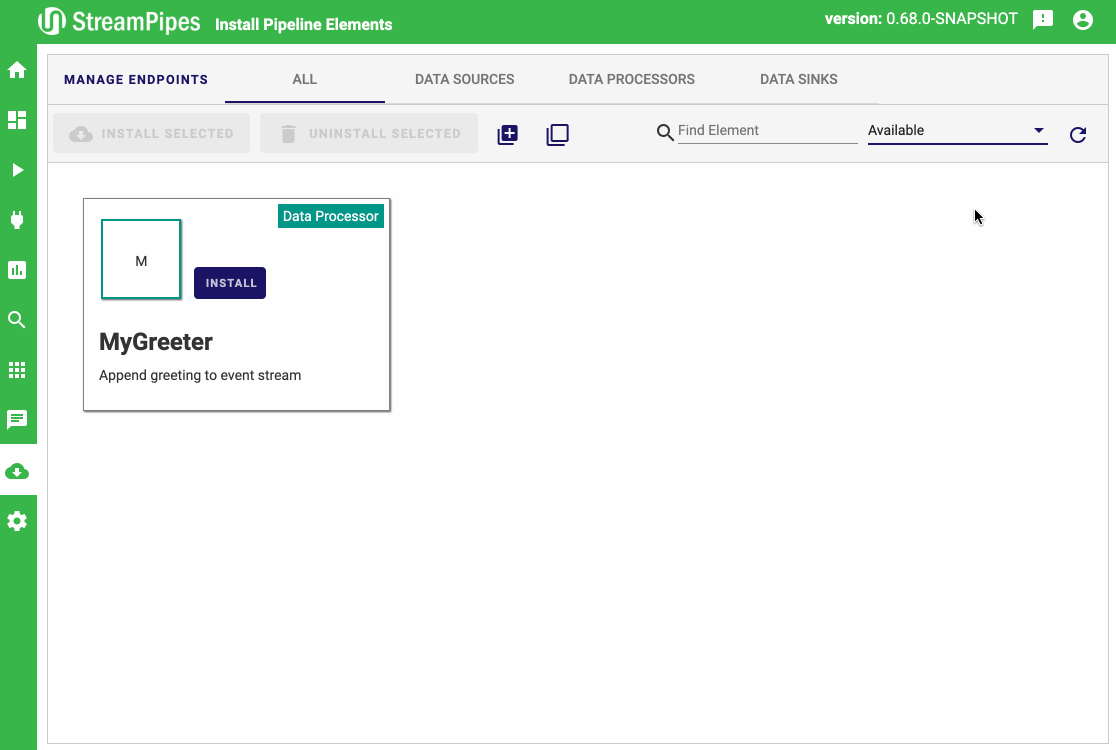 StreamPipes Install Pipeline Elements version: 0.68.0-SNAPSHOT
MANAGE ENDPOINTS ALL DATA SOURCES DATA PROCESSORS DATA SINKS
INSTALL SELECTED UNINSTALL SELECTED Find Element Available
Data Processor
M
INSTALL
MyGreeter
Append greeting to event stream